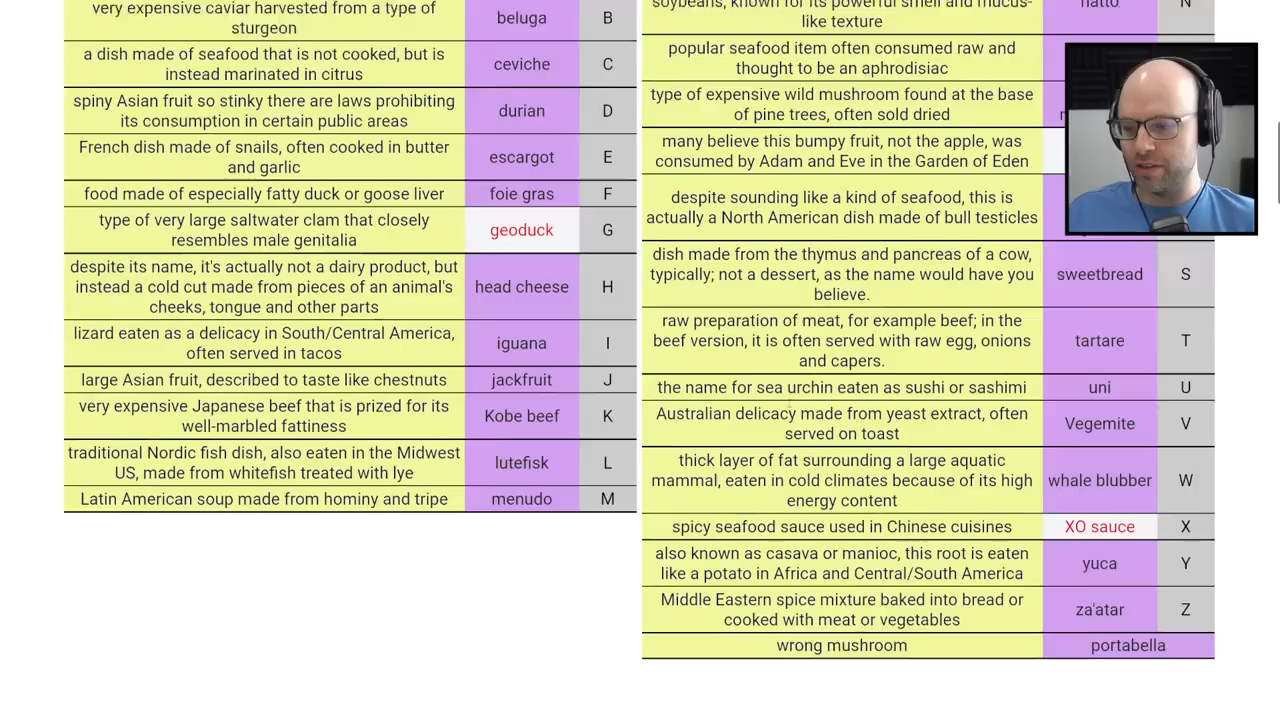 very expensive caviar harvested from a type of
sturgeon
beluga
B
a dish made of seafood that is not cooked, but is
instead marinated in citrus
ceviche
C
spiny Asian fruit so stinky there are laws prohibiting
its consumption in certain public areas
durian
D
French dish made of snails, often cooked in butter
and garlic
escargot
E
food made of especially fatty duck or goose liver
foie gras
F
type of very large saltwater clam that closely
resembles male genitalia
geoduck
G
despite its name, it's actually not a dairy product, but
instead a cold cut made from pieces of an animal's
cheeks, tongue and other parts
head cheese
H
lizard eaten as a delicacy in South/Central America,
often served in tacos
iguana
I
large Asian fruit, described to taste like chestnuts
jackfruit
J
very expensive Japanese beef that is prized for its
well-marbled fattiness
Kobe beef
K
traditional Nordic fish dish, also eaten in the Midwest
US, made from whitefish treated with lye
lutefisk
L
Latin American soup made from hominy and tripe
menudo
M
soybeans, known for its powerful smell and mucus-
like texture
natto
N
popular seafood item often consumed raw and
thought to be an aphrodisiac
type of expensive wild mushroom found at the base
of pine trees, often sold dried
many believe this bumpy fruit, not the apple, was
consumed by Adam and Eve in the Garden of Eden
despite sounding like a kind of seafood, this is
actually a North American dish made of bull testicles
dish made from the thymus and pancreas of a cow,
typically; not a dessert, as the name would have you
believe.
sweetbread
S
raw preparation of meat, for example beef; in the
beef version, it is often served with raw egg, onions
and capers.
tartare
T
the name for sea urchin eaten as sushi or sashimi
uni
U
Australian delicacy made from yeast extract, often
served on toast
Vegemite
V
thick layer of fat surrounding a large aquatic
mammal, eaten in cold climates because of its high
energy content
whale blubber
W
spicy seafood sauce used in Chinese cuisines
XO sauce
X
also known as casava or manioc, this root is eaten
like a potato in Africa and Central/South America
yuca
Y
Middle Eastern spice mixture baked into bread or
cooked with meat or vegetables
za'atar
Z
wrong mushroom
portabella